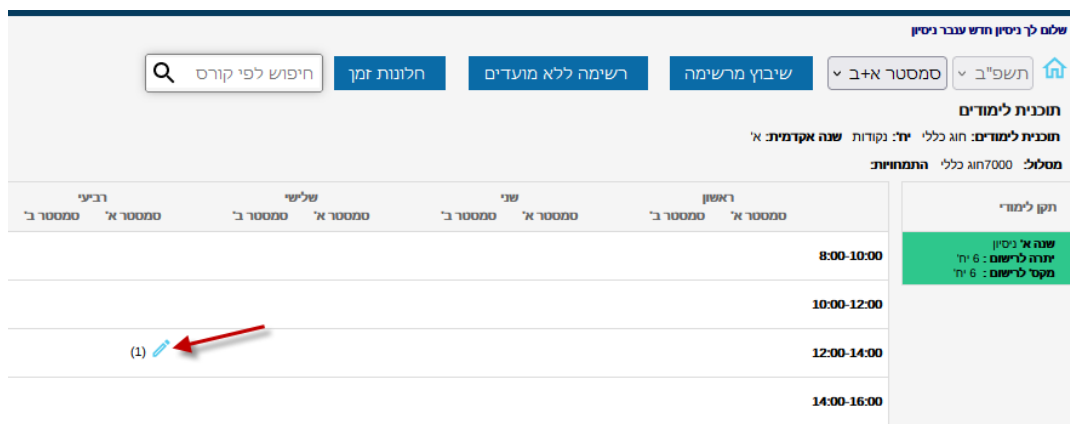 שלום לך ניסיון חדש ענבר ניסיון
תשפ"ב סמסטר א+ב שיבוץ מרשימה רשימה ללא מועדים חלונות זמן חיפוש לפי קורס
תוכנית לימודים
תוכנית לימודים: חוג כללי יח': נקודות שנה אקדמית: א'
מסלול: 7000חוג כללי התמחויות:
תקן לימודי
שנה א' ניסיון
יתרה לרישום : 6 יח'
מקס' לרישום : 6 יח'
ראשון שני שלישי רביעי
סמסטר א' סמסטר ב' סמסטר א' סמסטר ב' סמסטר א' סמסטר ב' סמסטר א' סמסטר ב'
8:00-10:00
10:00-12:00
12:00-14:00 (1)
14:00-16:00